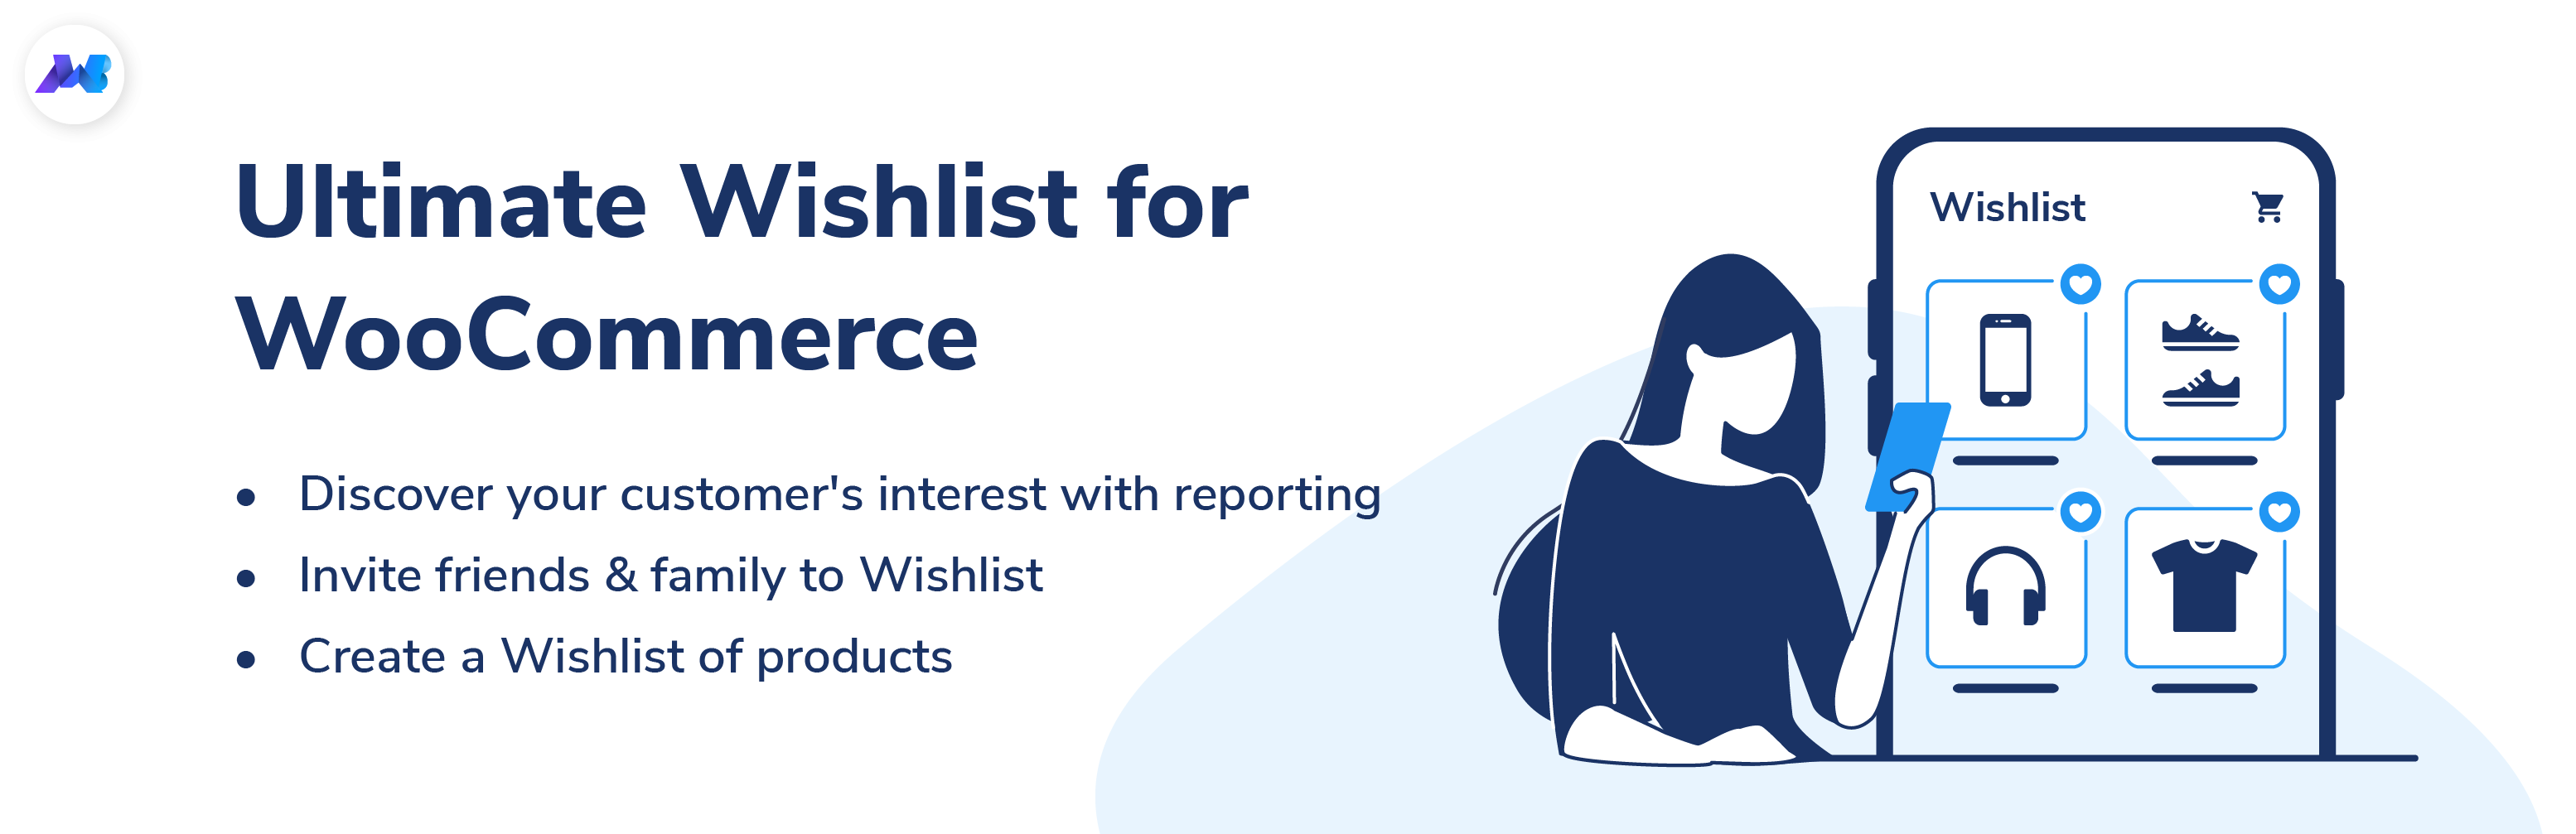 Ultimate Wishlist for
WooCommerce
• Discover your customer's interest with reporting
• Invite friends & family to Wishlist
• Create a Wishlist of products
Wishlist